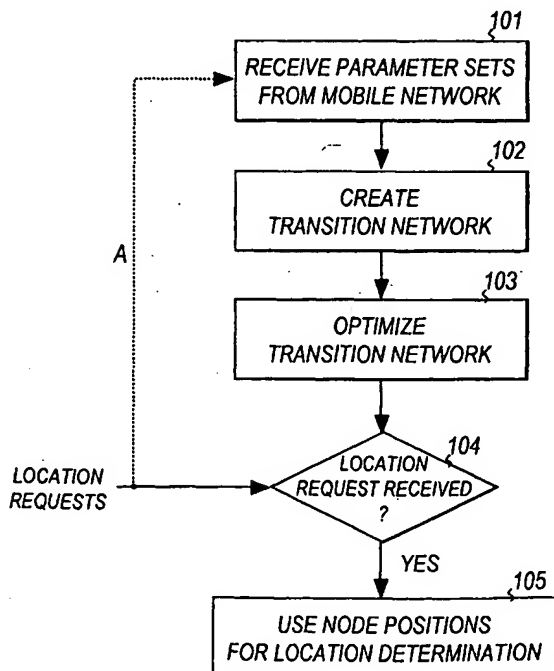 101
RECEIVE PARAMETER SETS
FROM MOBILE NETWORK
102
CREATE
TRANSITION NETWORK
A
103
OPTIMIZE
TRANSITION NETWORK
104
LOCATION
REQUEST RECEIVED
?
LOCATION
REQUESTS
YES
105
USE NODE POSITIONS
FOR LOCATION DETERMINATION